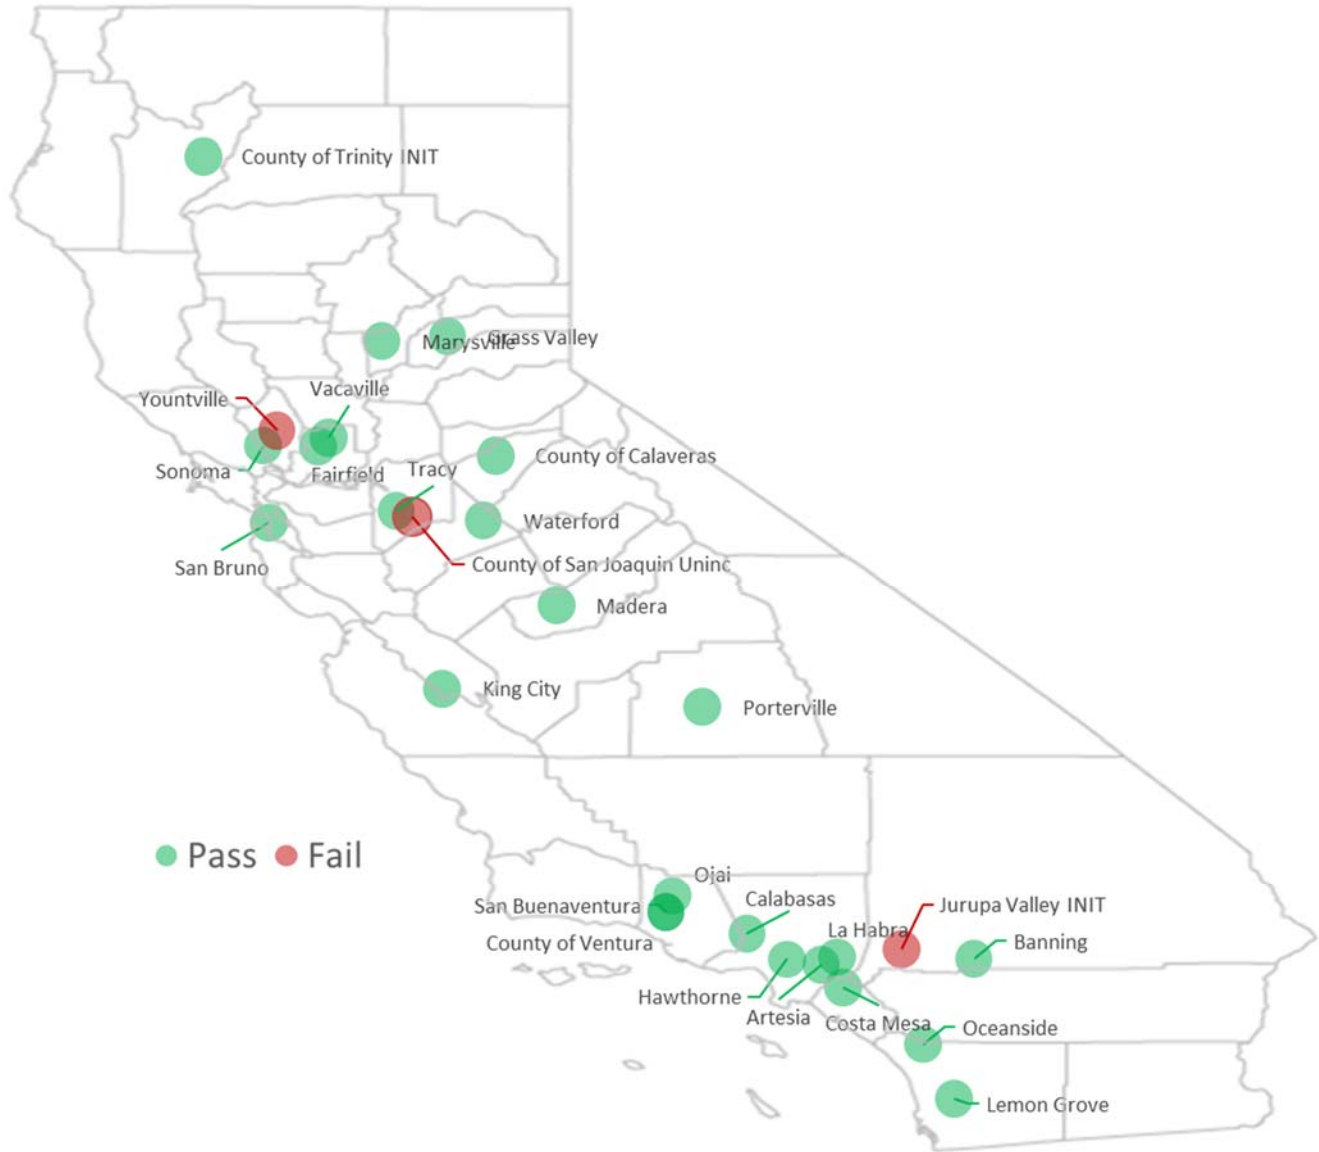 County of Trinity INIT
Marysville
Grass Valley
Vacaville
Yountville
Sonoma
Fairfield
Tracy
County of Calaveras
Waterford
San Bruno
County of San Joaquin Uninc
Madera
King City
Porterville
Pass
Fail
Ojai
San Buenaventura
Calabasas
Jurupa Valley INIT
La Habra
County of Ventura
Banning
Hawthorne
Artesia
Costa Mesa
Oceanside
Lemon Grove